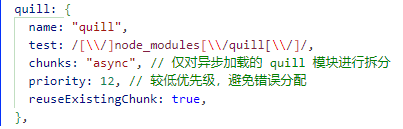 quill: {
name: "quill",
test: /[\\/]node_modules[\\/quill[\\/]/,
chunks: "async", // 仅对异步加载的 quill 模块进行拆分
priority: 12, // 较低优先级，避免错误分配
reuseExistingChunk: true,
},